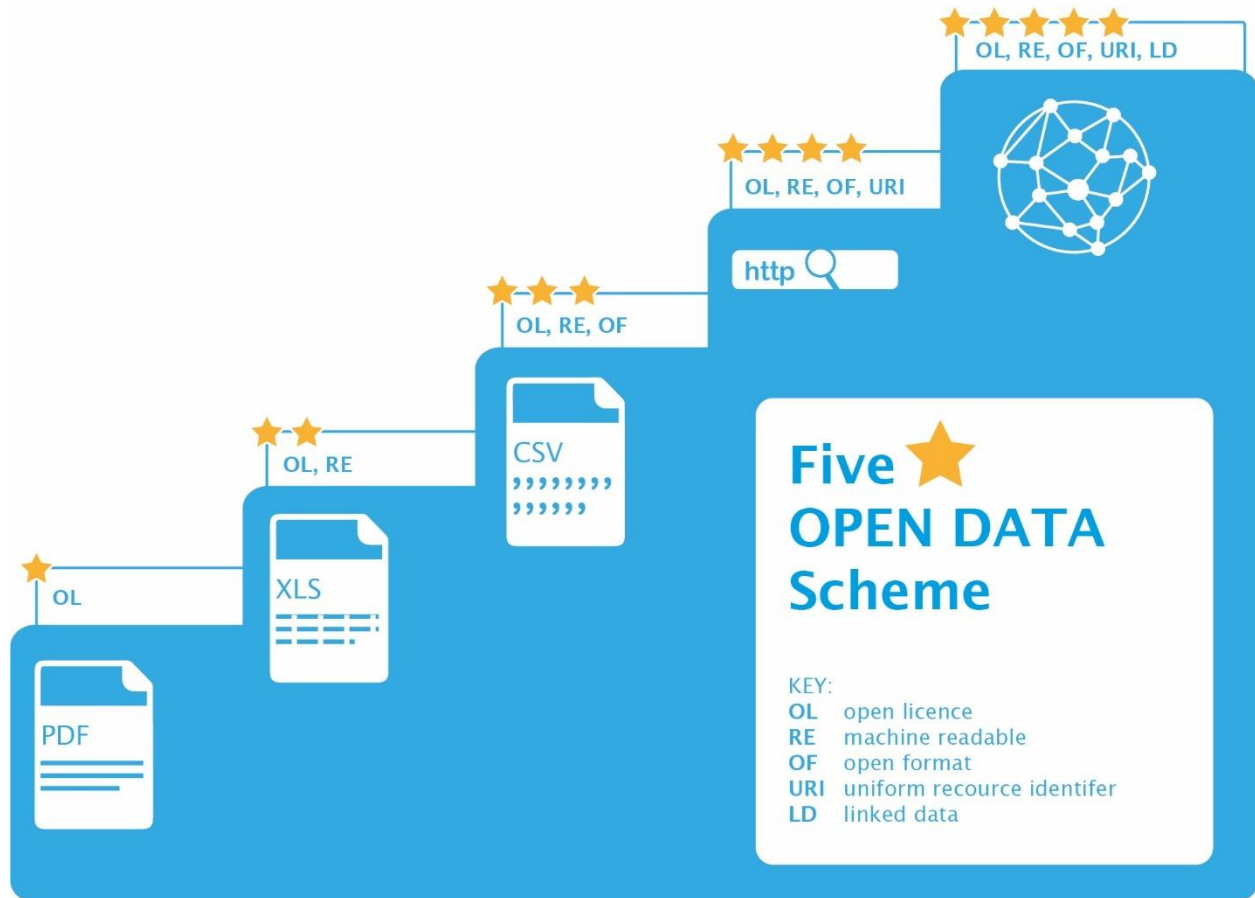 OL, RE, OF, URI, LD
OL, RE, OF, URI
http
OL, RE, OF
CSV
,,,,,,,,
,,,,,,
OL, RE
XLS
OL
PDF
Five
OPEN DATA
Scheme
KEY:
OL open licence
RE machine readable
OF open format
URI uniform recource identifer
LD linked data